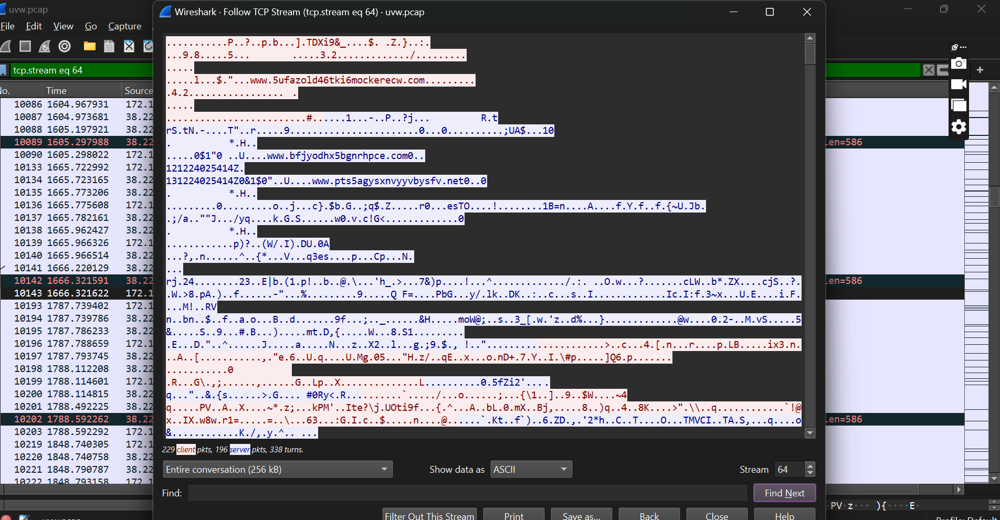 uvw.pcap
File Edit View Go Capture
tcp.stream eq 64
No. Time Source
10086 1604.967931 172.1
10087 1604.973681 38.22
10088 1605.197921 38.22
10089 1605.297988 38.22 Len=586
10090 1605.298022 172.1
10133 1665.722992 172.1
10134 1665.723165 38.22
10135 1665.773206 38.22
10136 1665.775608 172.1
10137 1665.782161 38.22
10138 1665.962427 38.22
10139 1665.966326 172.1
10140 1665.966514 38.22
10141 1666.220129 38.22
10142 1666.321591 38.22 Len=586
10143 1666.321622 172.1
10193 1787.739402 172.1
10194 1787.739786 38.22
10195 1787.786233 38.22
10196 1787.788659 172.1
10197 1787.793745 38.22
10198 1788.112208 38.22
10199 1788.114601 172.1
10200 1788.114815 38.22
10201 1788.492225 38.22
10202 1788.592262 38.22 Len=586
10203 1788.592292 172.1
10219 1848.740305 172.1
10220 1848.740758 38.22
10221 1848.790787 38.22
10222 1848.793158 172.1
Wireshark · Follow TCP Stream (tcp.stream eq 64) · uvw.pcap
...........P..?..p.b...].TDXi9&_....$. .Z.}..:.
...9.8.....5... .....3.2............./.........
.....
.....l...$."...www.5ufazold46tki6mockerecw.com.........
.4.2................. .
.....
.........................#......1...-..P..?j... R.t
rS.tN.-....T"..r.....9.......................0...0..........;UA$...10
. *.H..
.....0$1"0 ..U....www.bfjyodhx5bgnrhpce.com0..
121224025414Z.
131224025414Z0&1$0"..U....www.pts5agysxnvyyvbysfv.net0..0
. *.H..
.........0.........o..j...c}.$b.G..;q$.Z.....r0...esTO....!........1B=n....A....f.Y.f..f.{~U.Jb.
.;/a..""J.../yq....k.G.S......w0.v.c!G<.............0
. *.H..
............p)?..(W/.I).DU.0A
...?,.n......^..{*...V...q3es....p...Cp...N.
...
rj.24........23..E|b.(1.p!..b..@.\...'h_.>...7&)p....!...^............./.:. ..O.w...?........cLW..b*.ZX....cjS..?.
.W.>8.pA.)..f......-"...%.........9.....Q F=....PbG...y/.lk..DK..:..c...s..I.............Ic.I:f.3~x...U.E....i.F.
...M!..RV
n..bn..$..f..a.o...B..d.......9f...;.._......&H.....moW@;..s..3_[.w.'z..d%...}.............@w....0.2-..M.vS.....5
&.....S..9...#.B...).....mt.D,{.....W...8.S1.........
.E...D."..^......J.....a.....N...z..X2..l...g.;9.$., !..".....................>..c...4.[.n...r....p.LB.....ix3.n.
..A..[...........,."e.6..U.q....U.Mg.05..."H.z/..qE..x...o.nD+.7.Y..I.\#p.....]Q6.p.......
...........0
.R...G\.,;......,......G..Lp..X.............L..........0.5fZi2'....
q..."..&.{s......>.G.... #0Ry<.R..........`...../...o......;...{\1..]..9..$W....~4
q.....PV..A..X....~*.z;...kPM'..Ite?\j.UOti9f...{.^...A..bL.0.mX..Bj,.....8..)q..4..8K....>".\\..q............`!@
x..IX.w8w.r1=.....=..\...63...:G.I.c..$.....n....@......` Kt..f`)..6.ZD.,.'2*h..C..T....O...TMVCI..TA.S,...q....o
&............K./,.y.^.. ...
229 client pkts, 196 server pkts, 338 turns.
Entire conversation (256 kB) Show data as ASCII Stream 64
Find: Find Next
Filter Out This Stream Print Save as... Back Close Help
PV·z··· ·){····E·
Profile: Default